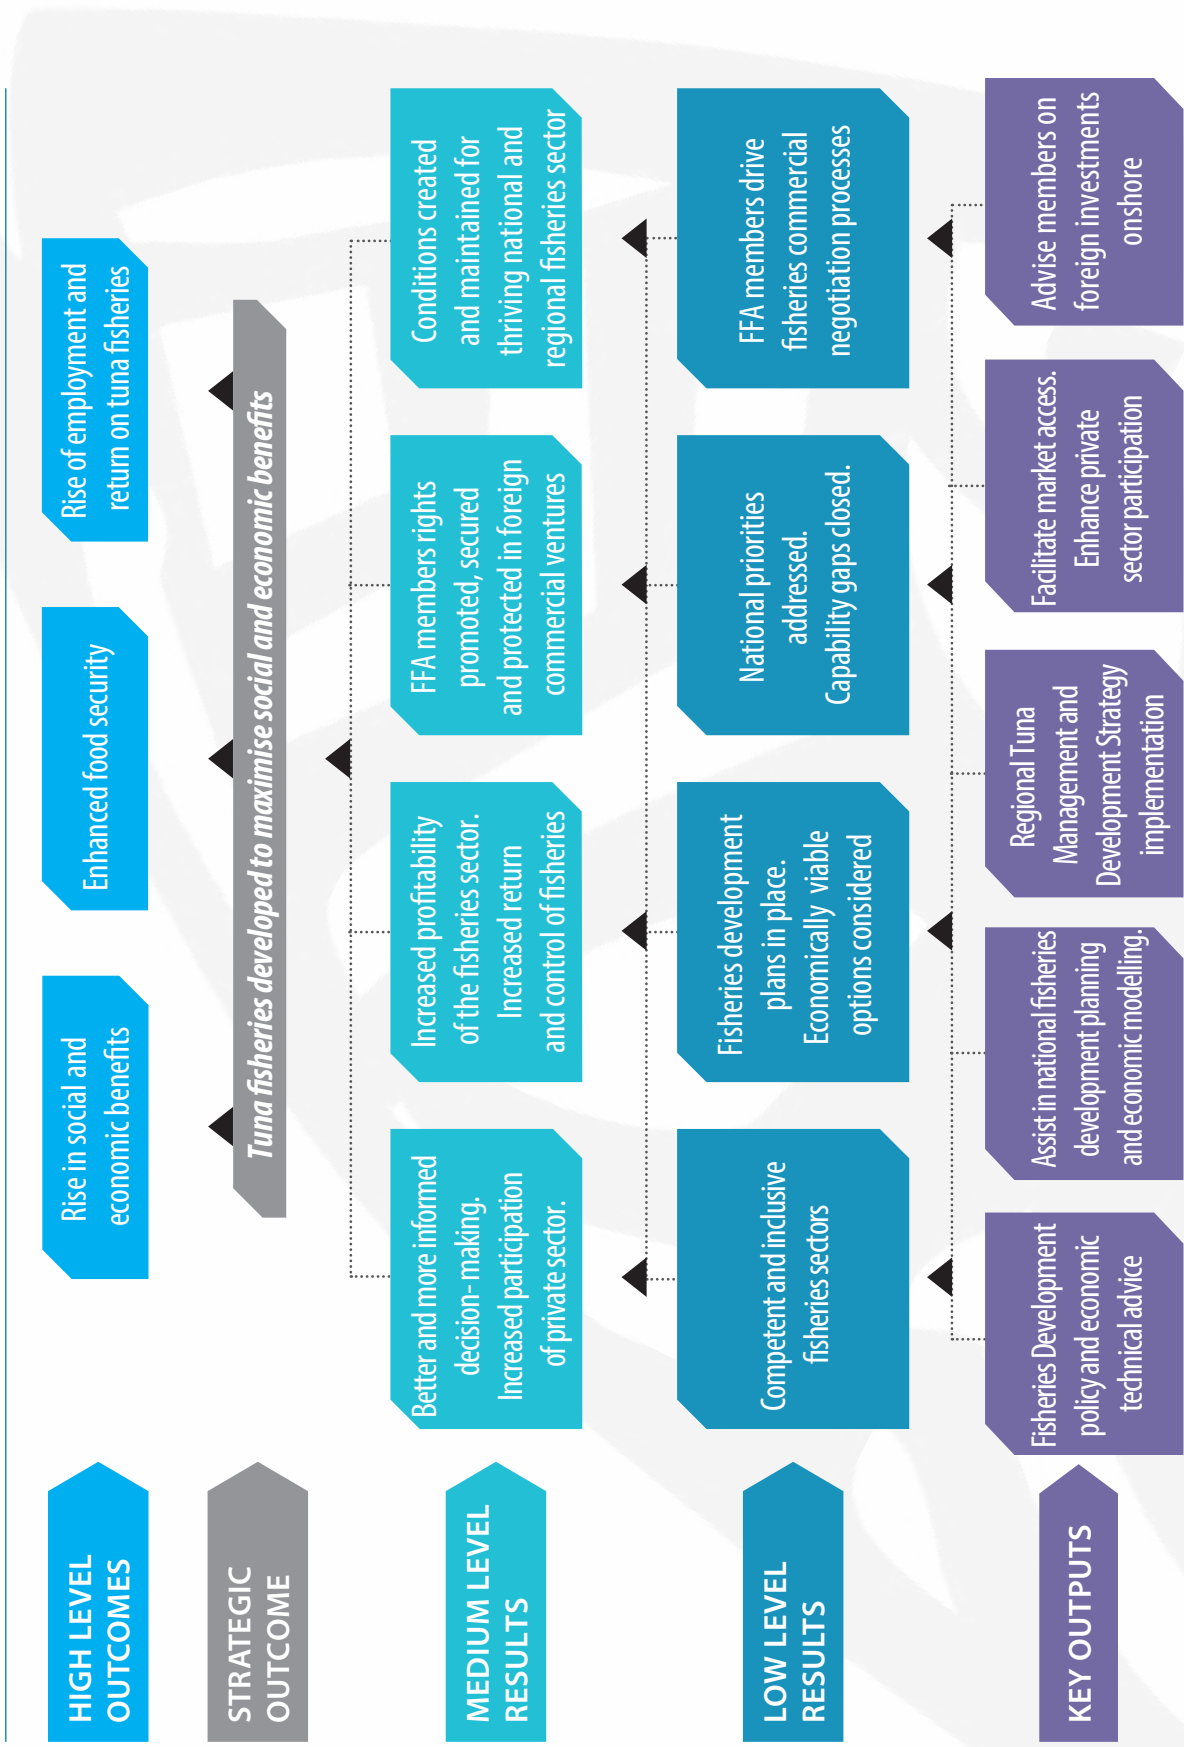 HIGH LEVEL
OUTCOMES
Rise in social and
economic benefits
Enhanced food security
Rise of employment and
return on tuna fisheries
STRATEGIC
OUTCOME
Tuna fisheries developed to maximise social and economic benefits
MEDIUM LEVEL
RESULTS
Better and more informed
decision- making.
Increased participation
of private sector.
Increased profitability
of the fisheries sector.
Increased return
and control of fisheries
FFA members rights
promoted, secured
and protected in foreign
commercial ventures
Conditions created
and maintained for
thriving national and
regional fisheries sector
LOW LEVEL
RESULTS
Competent and inclusive
fisheries sectors
Fisheries development
plans in place.
Economically viable
options considered
National priorities
addressed.
Capability gaps closed.
FFA members drive
fisheries commercial
negotiation processes
KEY OUTPUTS
Fisheries Development
policy and economic
technical advice
Assist in national fisheries
development planning
and economic modelling.
Regional Tuna
Management and
Development Strategy
implementation
Facilitate market access.
Enhance private
sector participation
Advise members on
foreign investments
onshore